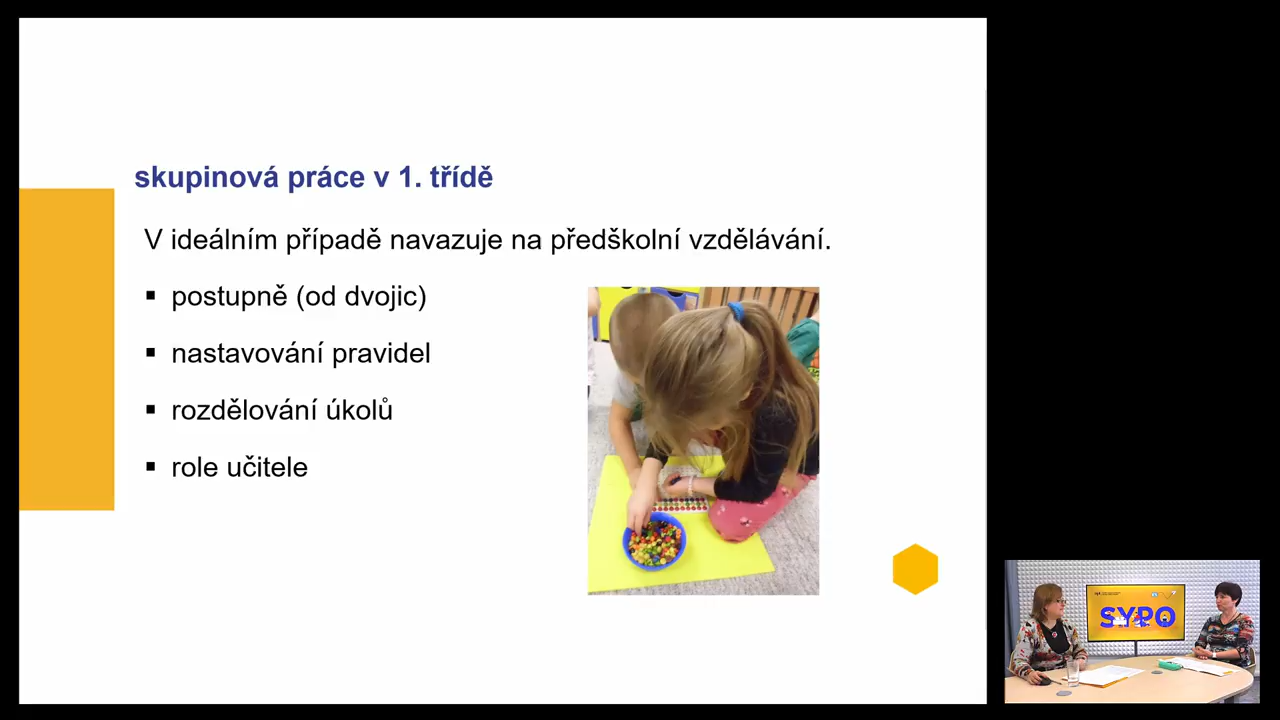 skupinová práce v 1. třídě
V ideálním případě navazuje na předškolní vzdělávání.
▪ postupně (od dvojic)
▪ nastavování pravidel
▪ rozdělování úkolů
▪ role učitele
SYPO